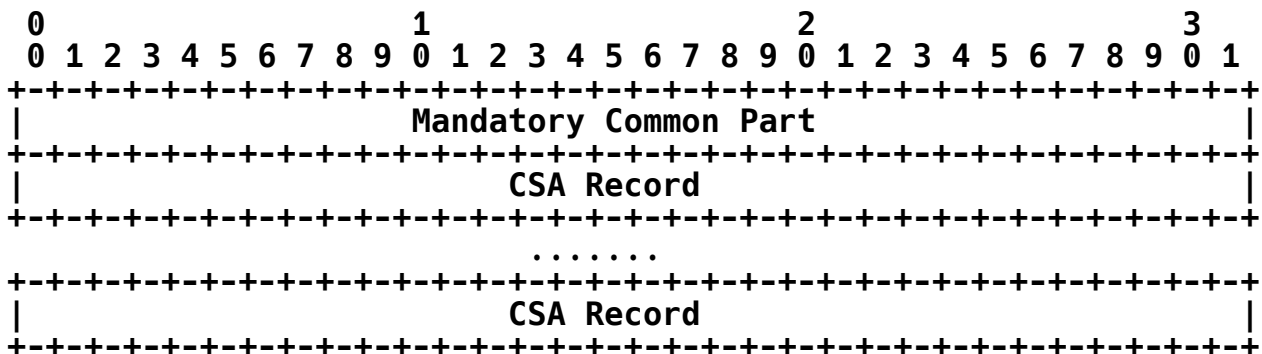 0                   1                   2                   3
 0 1 2 3 4 5 6 7 8 9 0 1 2 3 4 5 6 7 8 9 0 1 2 3 4 5 6 7 8 9 0 1
+-+-+-+-+-+-+-+-+-+-+-+-+-+-+-+-+-+-+-+-+-+-+-+-+-+-+-+-+-+-+-+-+
|                    Mandatory Common Part                      |
+-+-+-+-+-+-+-+-+-+-+-+-+-+-+-+-+-+-+-+-+-+-+-+-+-+-+-+-+-+-+-+-+
|                         CSA Record                            |
+-+-+-+-+-+-+-+-+-+-+-+-+-+-+-+-+-+-+-+-+-+-+-+-+-+-+-+-+-+-+-+-+
                           .......
+-+-+-+-+-+-+-+-+-+-+-+-+-+-+-+-+-+-+-+-+-+-+-+-+-+-+-+-+-+-+-+-+
|                         CSA Record                            |
+-+-+-+-+-+-+-+-+-+-+-+-+-+-+-+-+-+-+-+-+-+-+-+-+-+-+-+-+-+-+-+-+